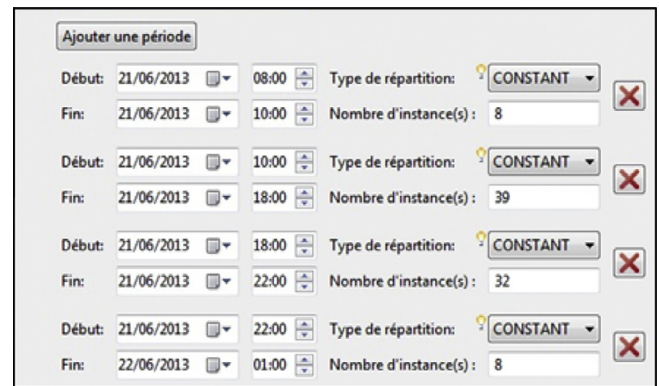 Ajouter une période
Début: 21/06/2013 08:00 Type de répartition: CONSTANT
Fin: 21/06/2013 10:00 Nombre d'instance(s) : 8
Début: 21/06/2013 10:00 Type de répartition: CONSTANT
Fin: 21/06/2013 18:00 Nombre d'instance(s) : 39
Début: 21/06/2013 18:00 Type de répartition: CONSTANT
Fin: 21/06/2013 22:00 Nombre d'instance(s) : 32
Début: 21/06/2013 22:00 Type de répartition: CONSTANT
Fin: 22/06/2013 01:00 Nombre d'instance(s) : 8